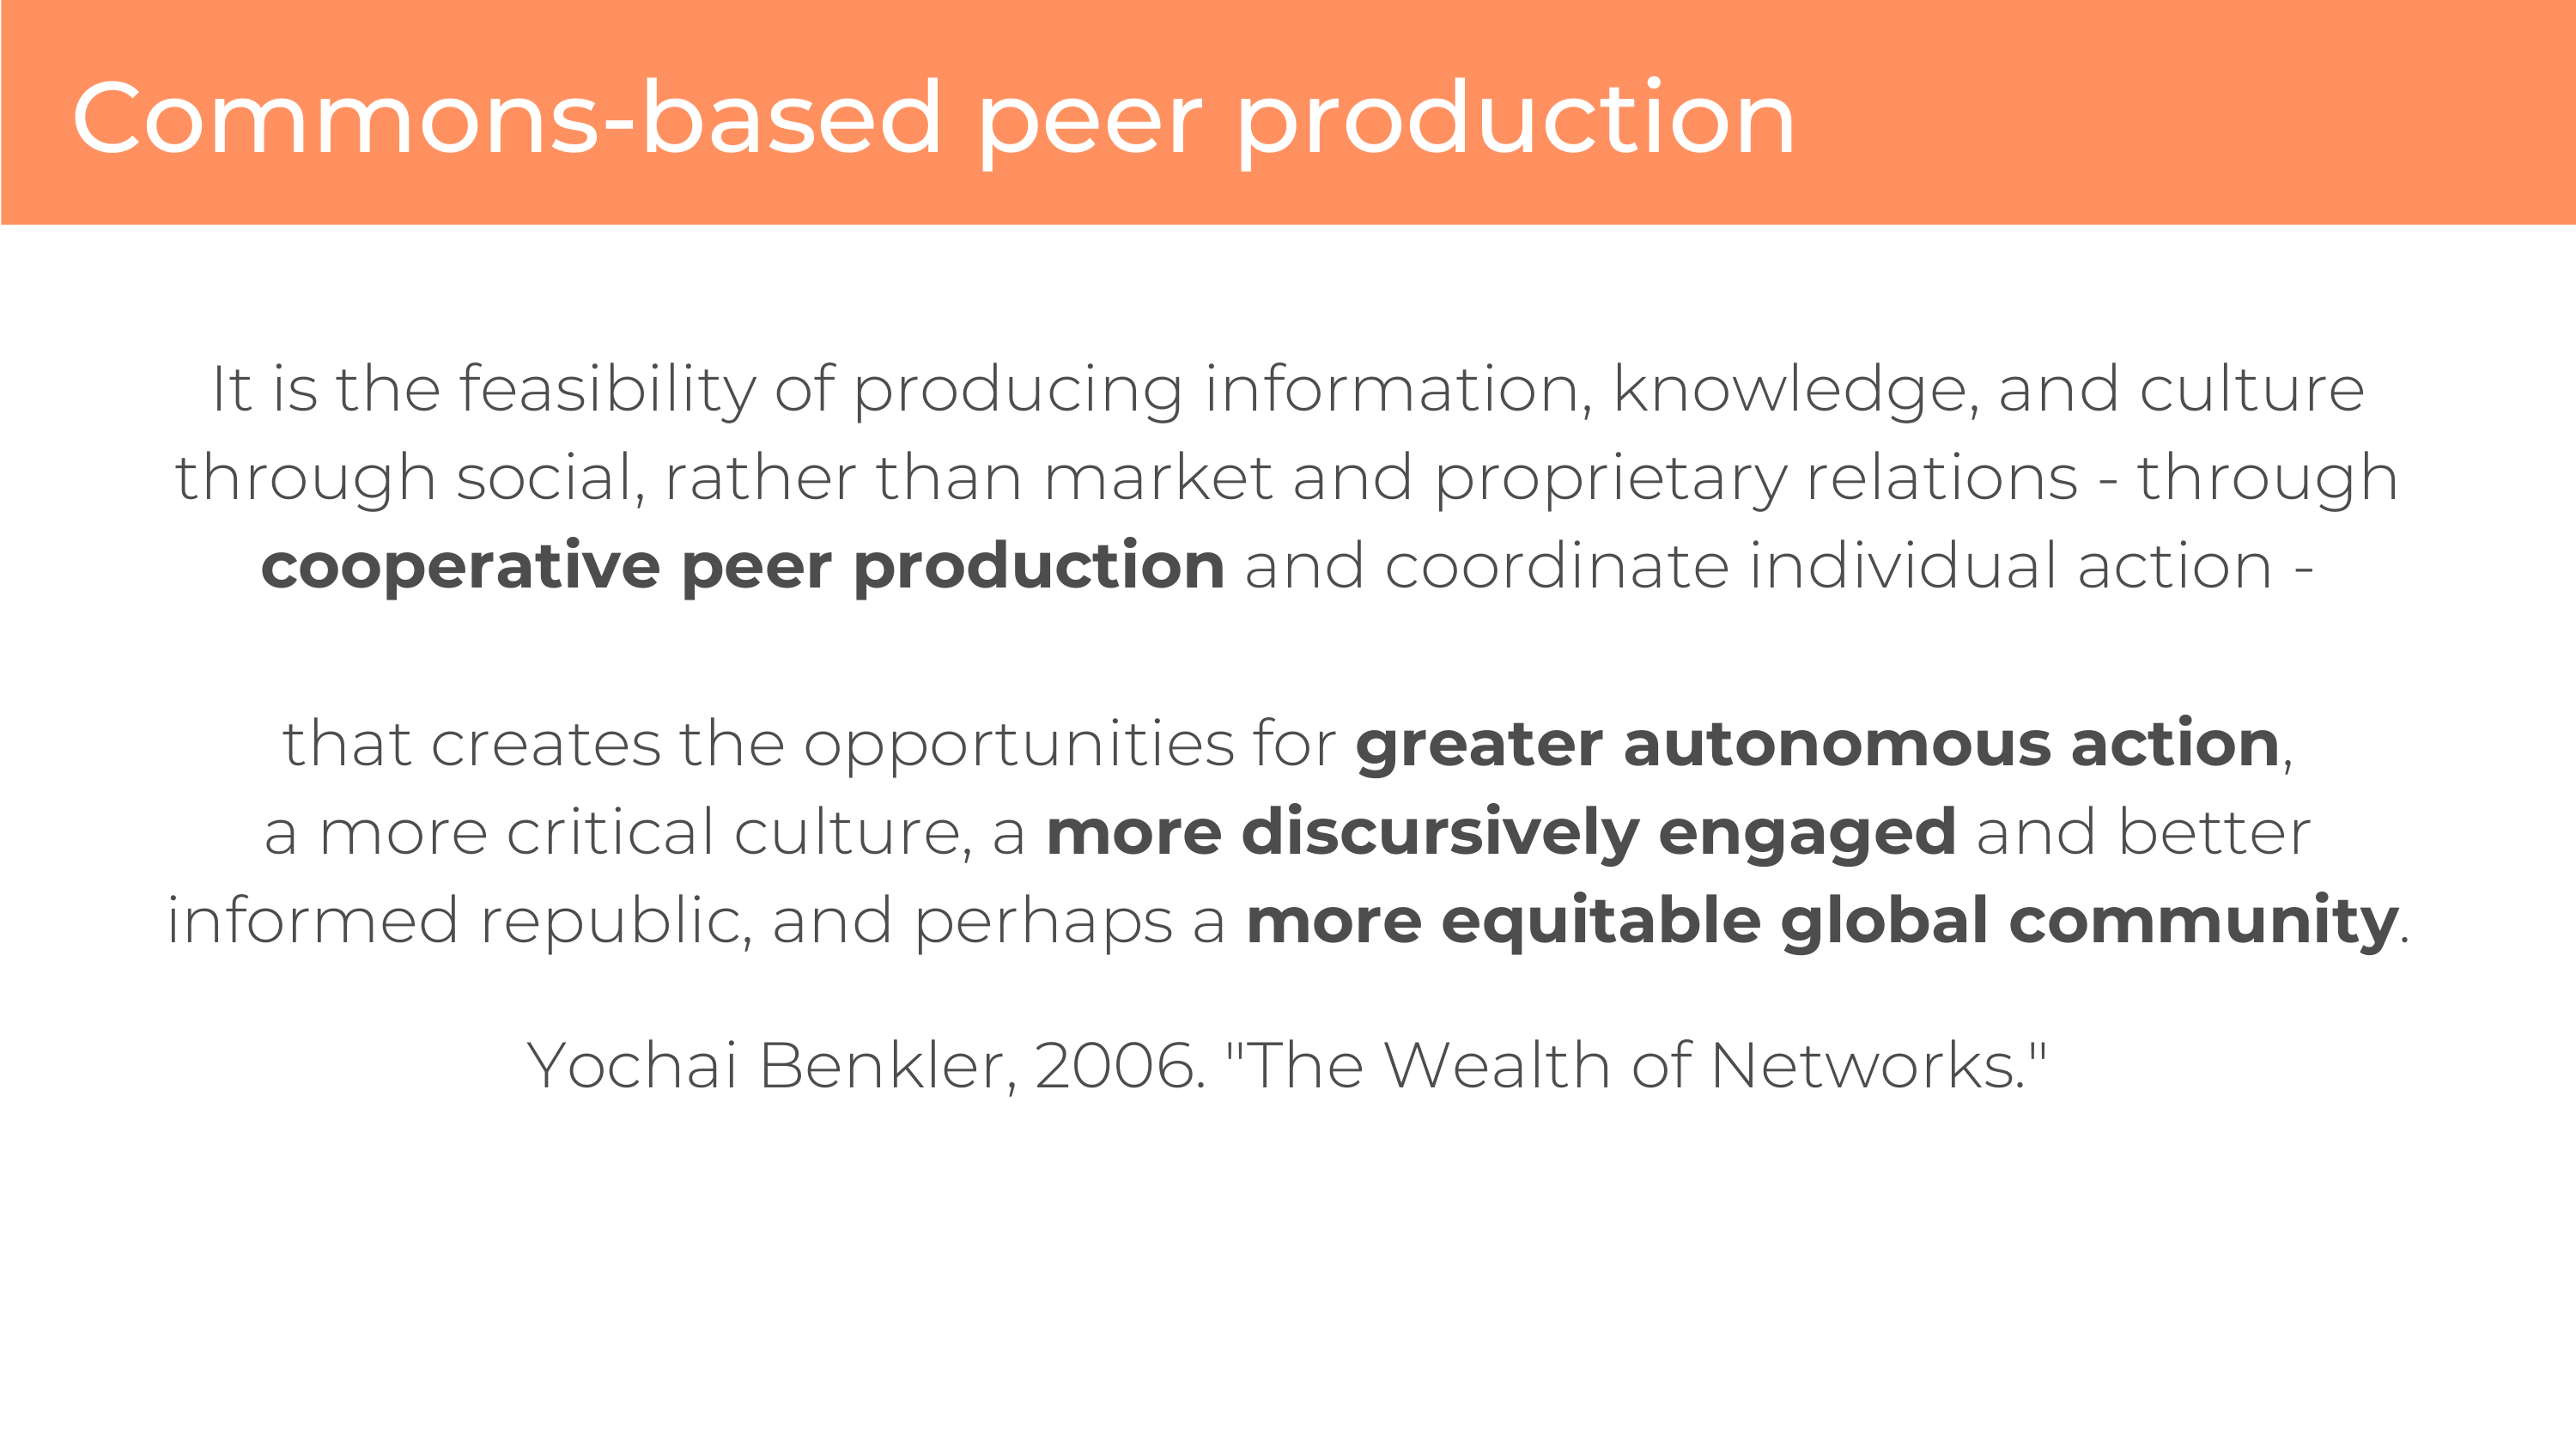 Commons-based peer production
It is the feasibility of producing information, knowledge, and culture
through social, rather than market and proprietary relations - through
cooperative peer production and coordinate individual action -
that creates the opportunities for greater autonomous action,
a more critical culture, a more discursively engaged and better
informed republic, and perhaps a more equitable global community.
Yochai Benkler, 2006. "The Wealth of Networks."